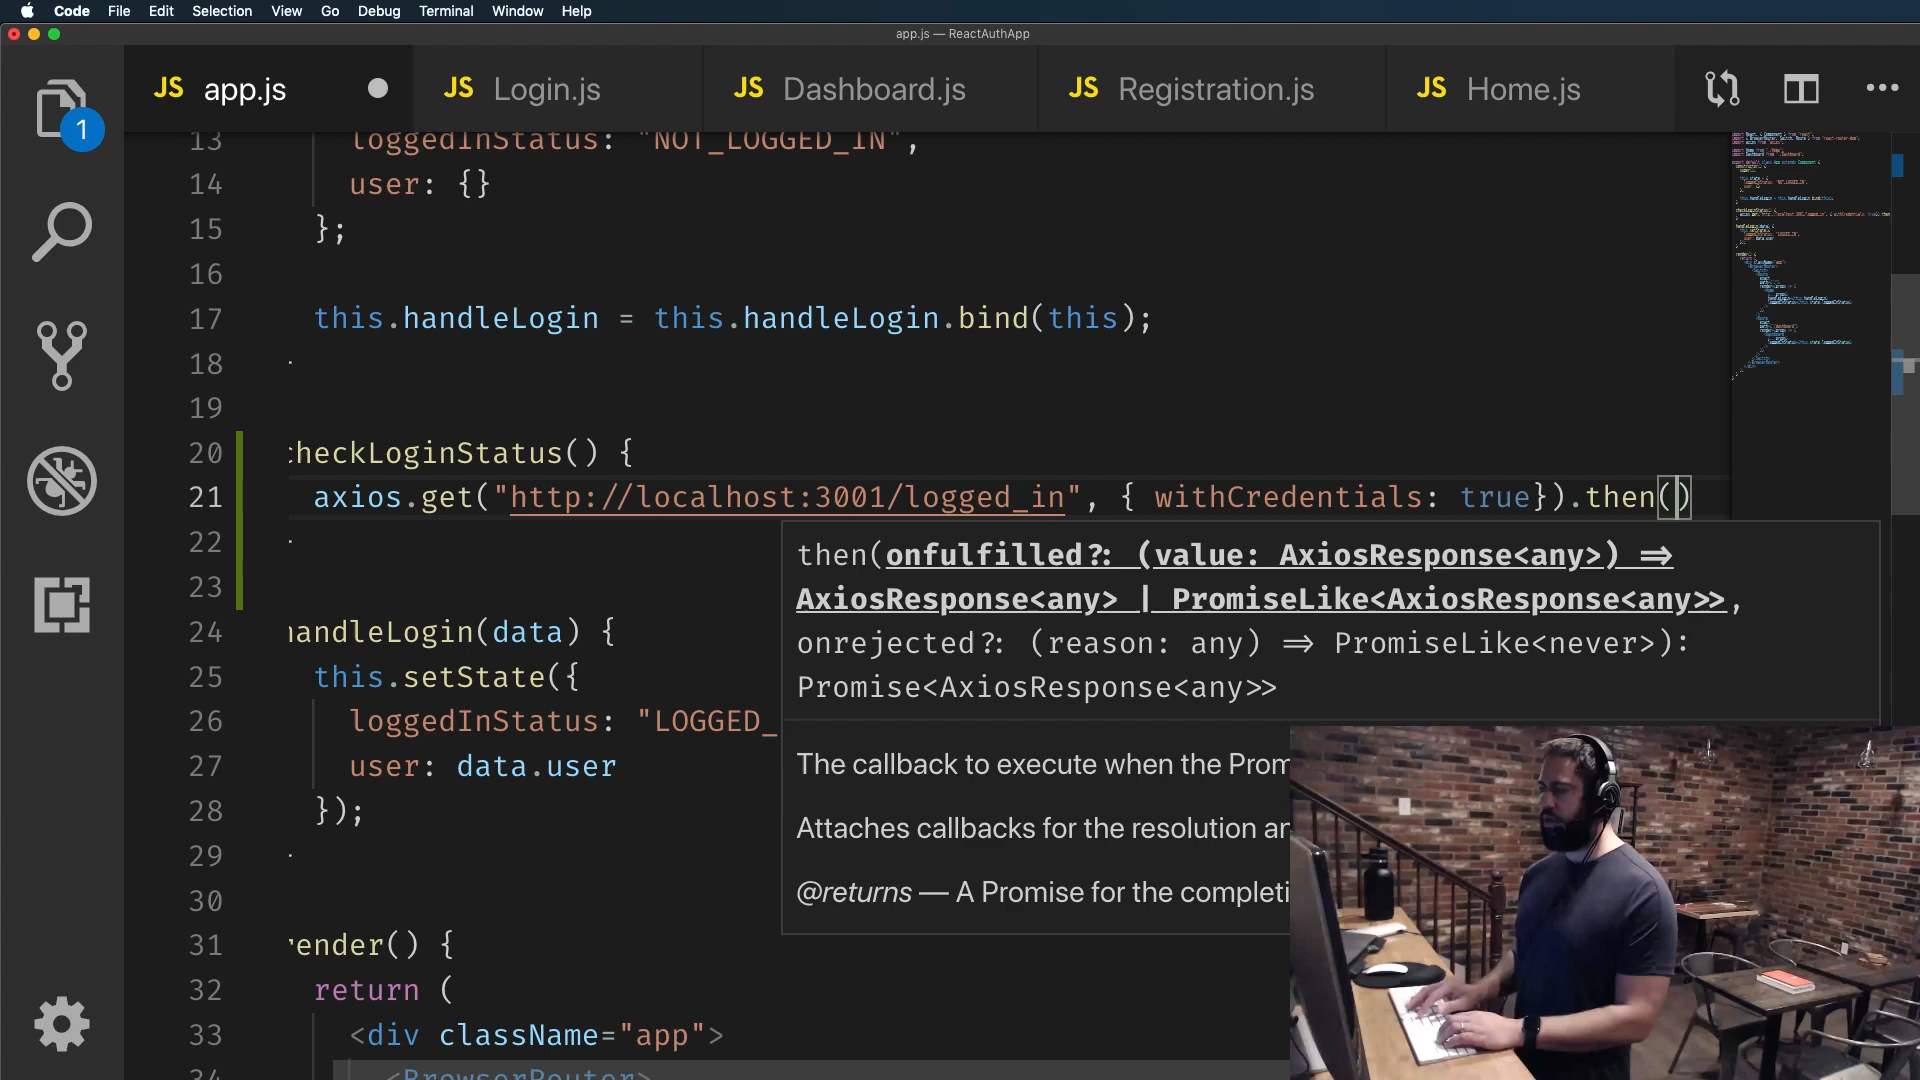 Code File Edit Selection View Go Debug Terminal Window Help
app.js — ReactAuthApp
JS app.js JS Login.js JS Dashboard.js JS Registration.js JS Home.js
1
13 loggedInStatus: "NOT_LOGGED_IN",
14 user: {}
15 };
16
17 this.handleLogin = this.handleLogin.bind(this);
18
19
20 checkLoginStatus() {
21 axios.get("http://localhost:3001/logged_in", { withCredentials: true}).then()
22
23
24 handleLogin(data) {
25 this.setState({
26 loggedInStatus: "LOGGED_
27 user: data.user
28 });
29
30
31 render() {
32 return (
33 <div className="app">
34 <BrowserRouter>
then(onfulfilled?: (value: AxiosResponse<any>) =>
AxiosResponse<any> | PromiseLike<AxiosResponse<any>>,
onrejected?: (reason: any) => PromiseLike<never>):
Promise<AxiosResponse<any>>
The callback to execute when the Prom
Attaches callbacks for the resolution an
@returns — A Promise for the completi